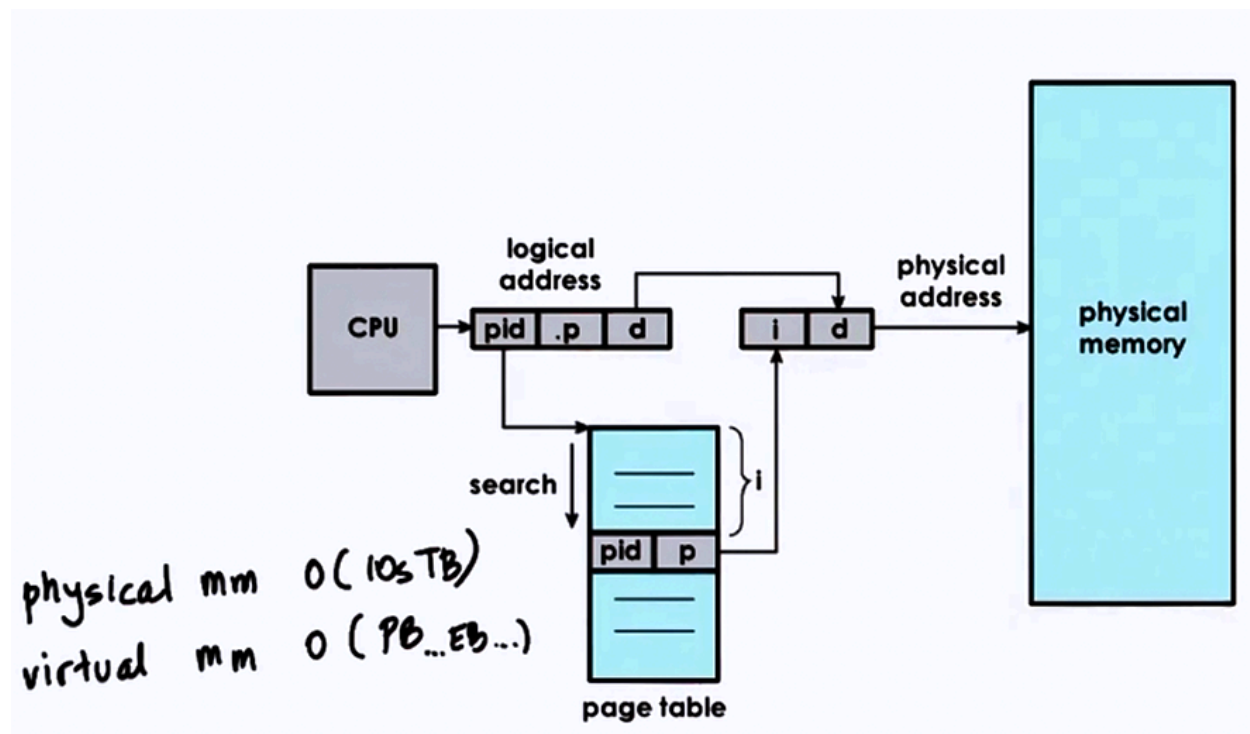 logical
address
physical
address
CPU
pid .p d
i d
physical
memory
search
i
pid p
physical mm O(10s TB)
virtual mm O(PB...EB...)
page table